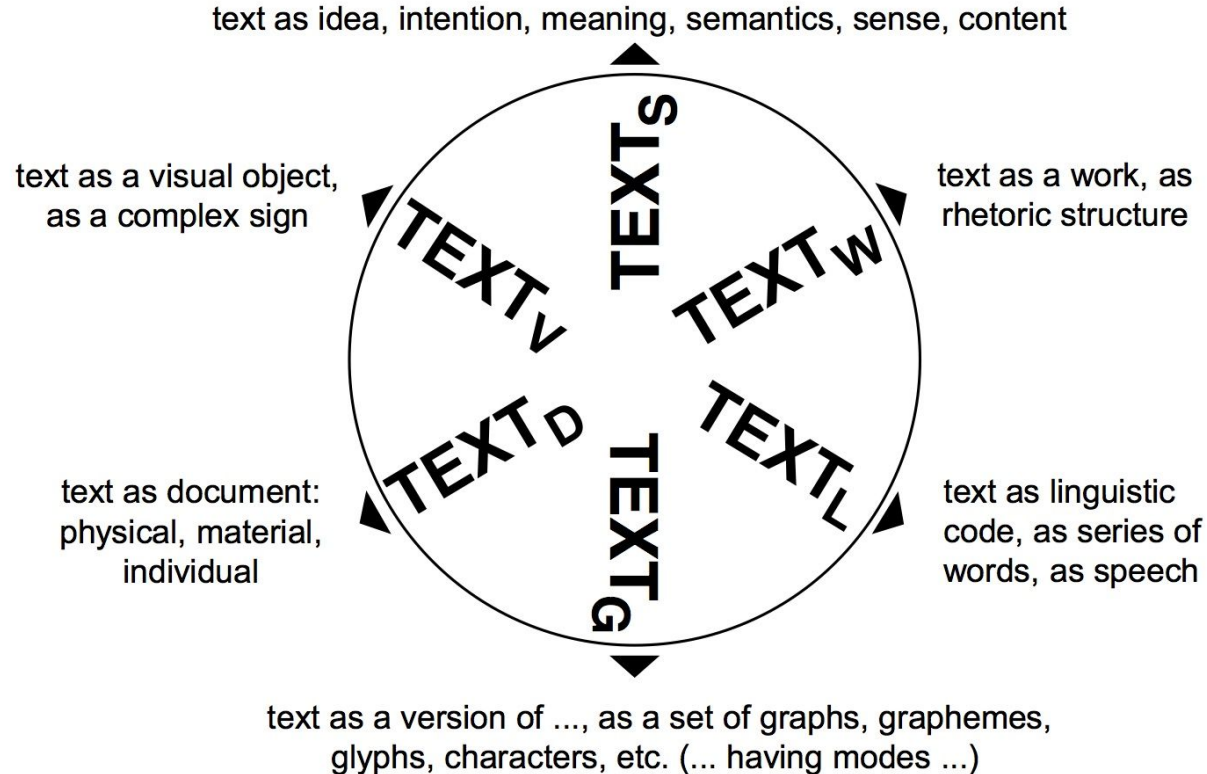 text as idea, intention, meaning, semantics, sense, content
TEXTS
text as a visual object,
as a complex sign
TEXTV
text as a work, as
rhetoric structure
TEXTW
text as document:
physical, material,
individual
TEXTD
TEXTL
text as linguistic
code, as series of
words, as speech
TEXTG
text as a version of ..., as a set of graphs, graphemes,
glyphs, characters, etc. (... having modes ...)